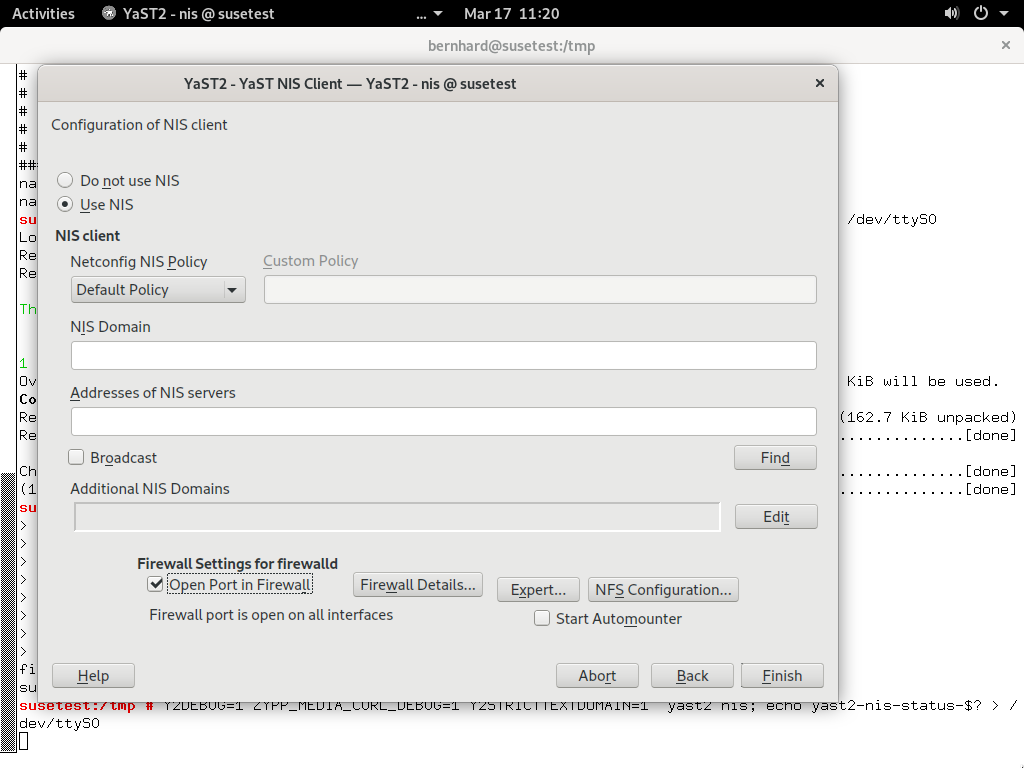 Activities YaST2 - nis @ susetest ... Mar 17 11:20
bernhard@susetest:/tmp
#
#
#
#
#
YaST2 - YaST NIS Client — YaST2 - nis @ susetest
Configuration of NIS client
Do not use NIS
Use NIS
/dev/ttyS0
NIS client
Netconfig NIS Policy Custom Policy
Default Policy
NIS Domain
1
KiB will be used.
Addresses of NIS servers
(162.7 KiB unpacked)
..............[done]
Broadcast Find
..............[done]
Additional NIS Domains
..............[done]
Edit
>
>
>
>
>
>
>
>
Firewall Settings for firewalld
Open Port in Firewall Firewall Details... Expert... NFS Configuration...
Firewall port is open on all interfaces Start Automounter
Help Abort Back Finish
susetest:/tmp # Y2DEBUG=1 ZYPP_MEDIA_CURL_DEBUG=1 Y2STRICTTEXTDOMAIN=1 yast2 nis; echo yast2-nis-status-$? > /
dev/ttyS0